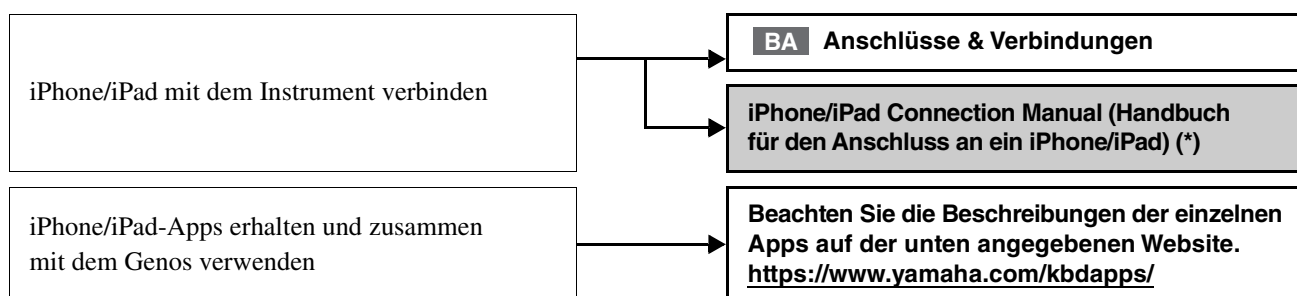 iPhone/iPad mit dem Instrument verbinden
BA Anschlüsse & Verbindungen
iPhone/iPad Connection Manual (Handbuch
für den Anschluss an ein iPhone/iPad) (*)
iPhone/iPad-Apps erhalten und zusammen
mit dem Genos verwenden
Beachten Sie die Beschreibungen der einzelnen
Apps auf der unten angegebenen Website.
https://www.yamaha.com/kbdapps/